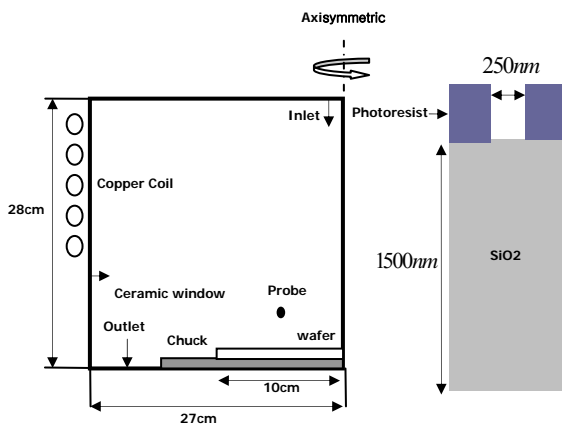 Axisymmetric
250nm
Inlet
Photoresist
Copper Coil
28cm
1500nm
SiO2
Ceramic window
Probe
Outlet
Chuck
wafer
10cm
27cm